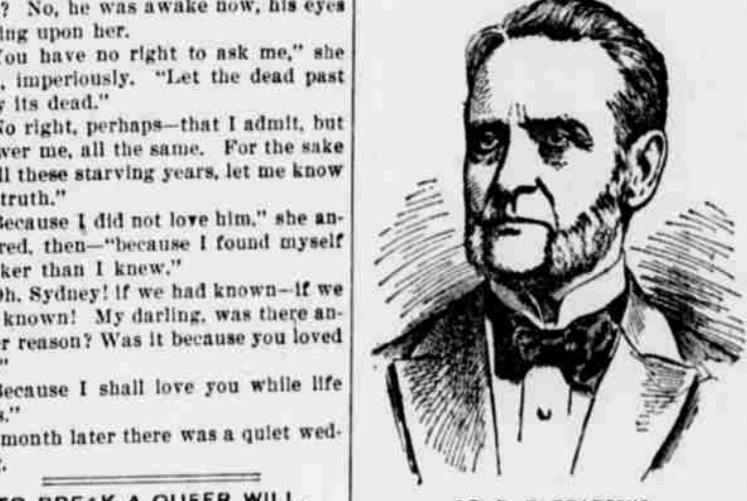 ? No, he was awake now, his eyes
ing upon her.
You have no right to ask me," she
, imperiously. "Let the dead past
y its dead."
No right, perhaps—that I admit, but
wer me, all the same. For the sake
ll these starving years, let me know
truth."
Because I did not love him," she an-
red, then—"because I found myself
ker than I knew."
Oh, Sydney! if we had known—if we
known! My darling, was there an-
r reason? Was it because you loved
"
Because I shall love you while life
s."
month later there was a quiet wed-
.
TO BREAK A QUEER WILL.